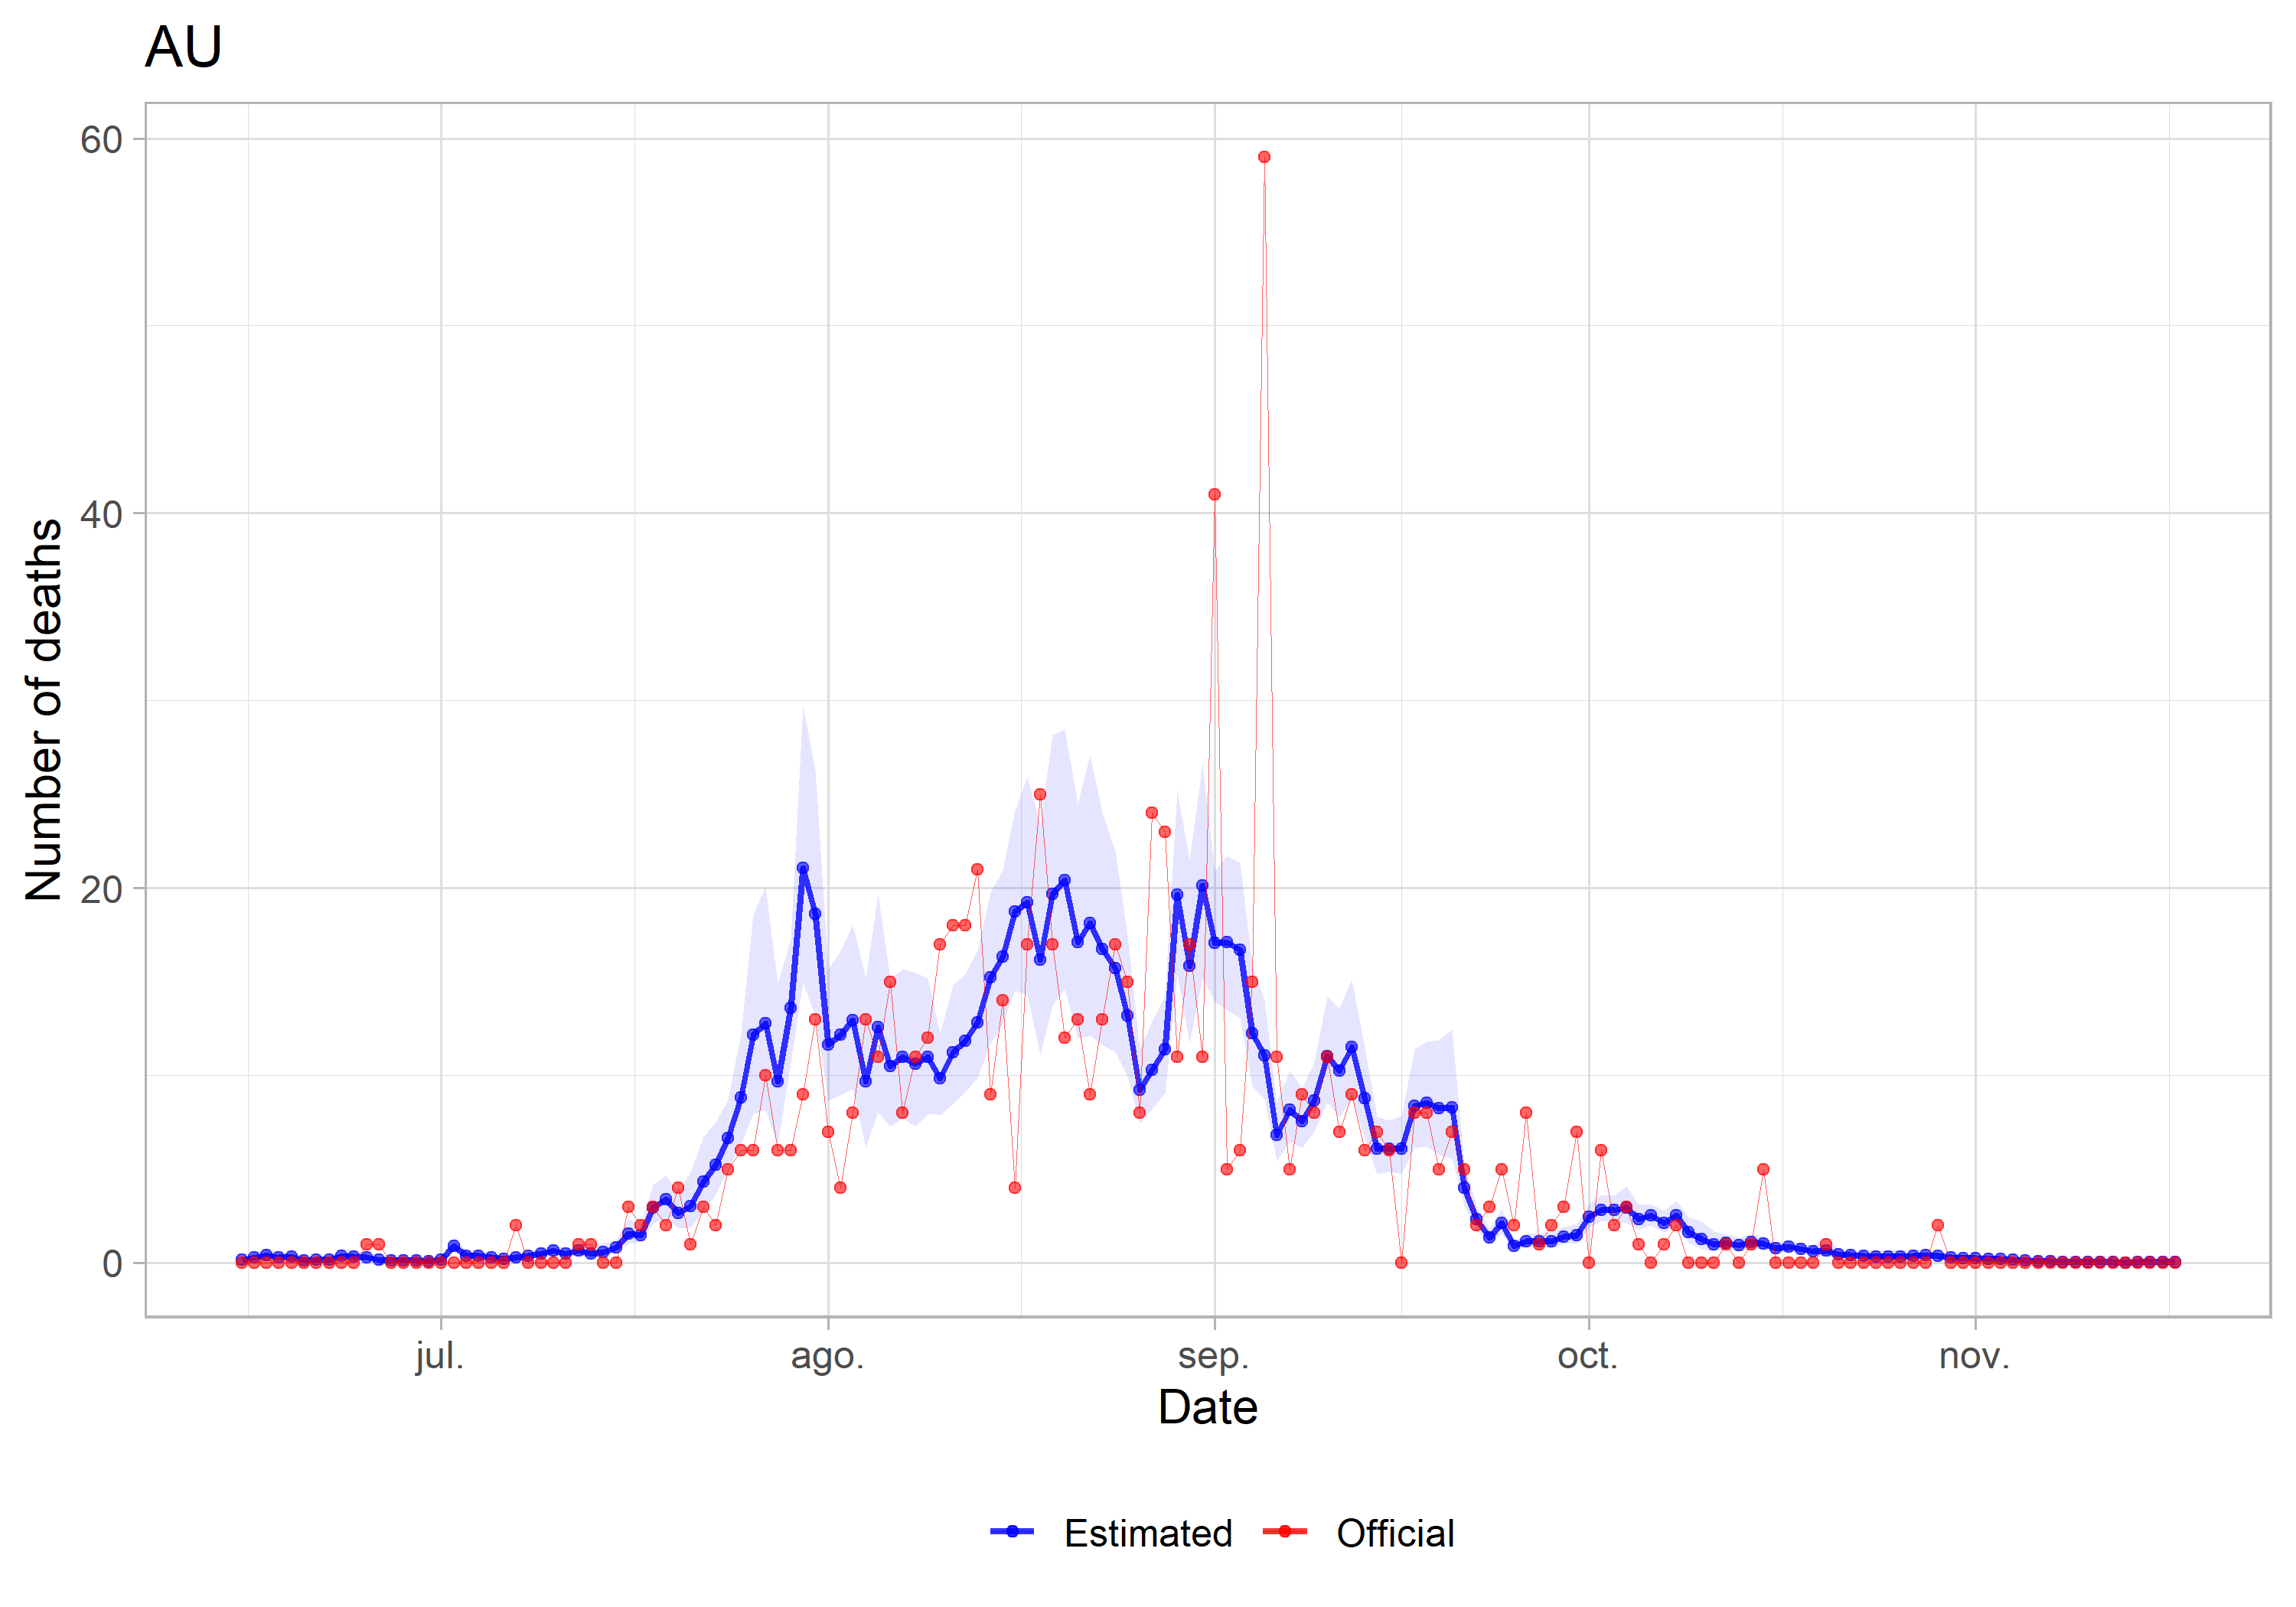 AU
60
40
20
0
Number of deaths
jul.
ago.
sep.
oct.
nov.
Date
Estimated
Official